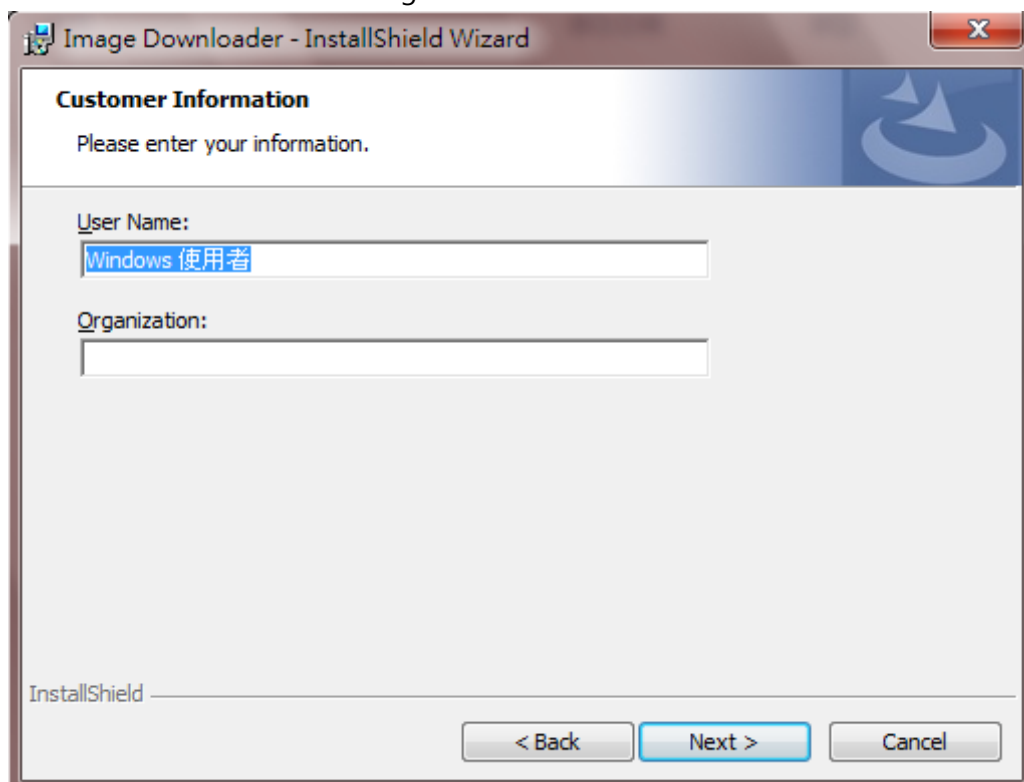 Image Downloader - InstallShield Wizard
Customer Information
Please enter your information.
User Name:
Windows 使用者
Organization:
InstallShield
< Back
Next >
Cancel